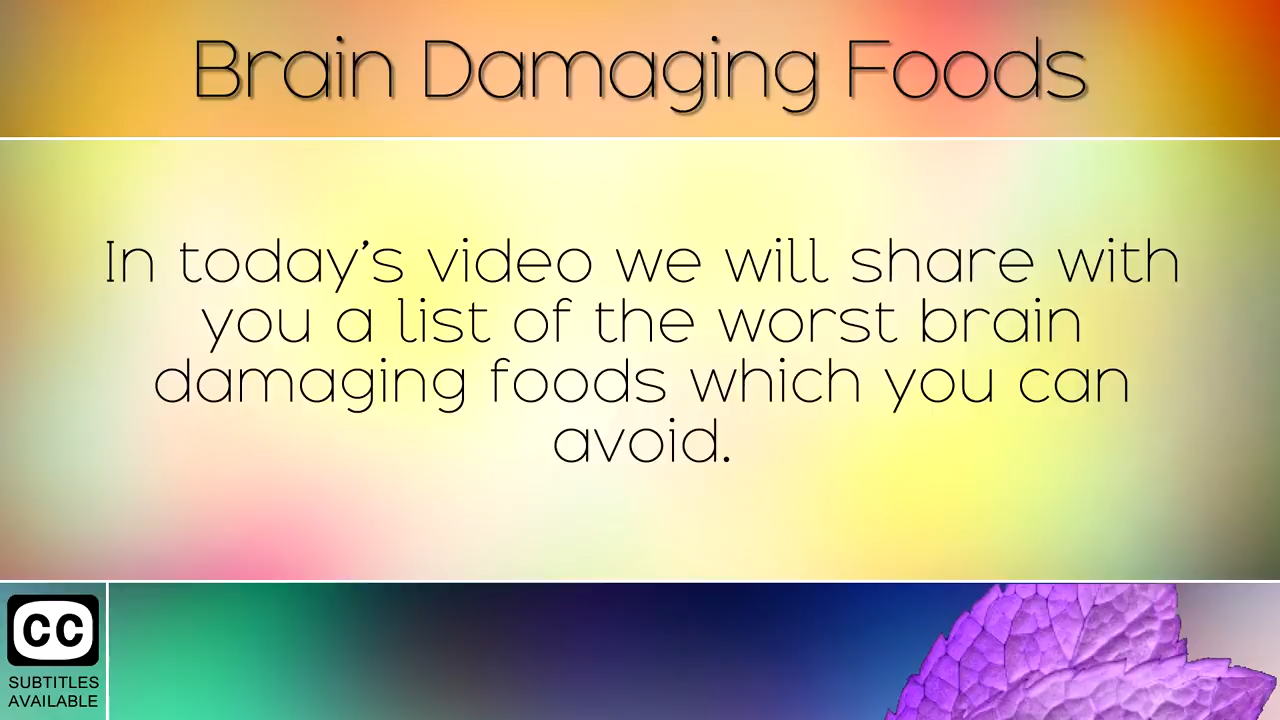 Brain Damaging Foods
In today's video we will share with
you a list of the worst brain
damaging foods which you can
avoid.
CC
SUBTITLES
AVAILABLE